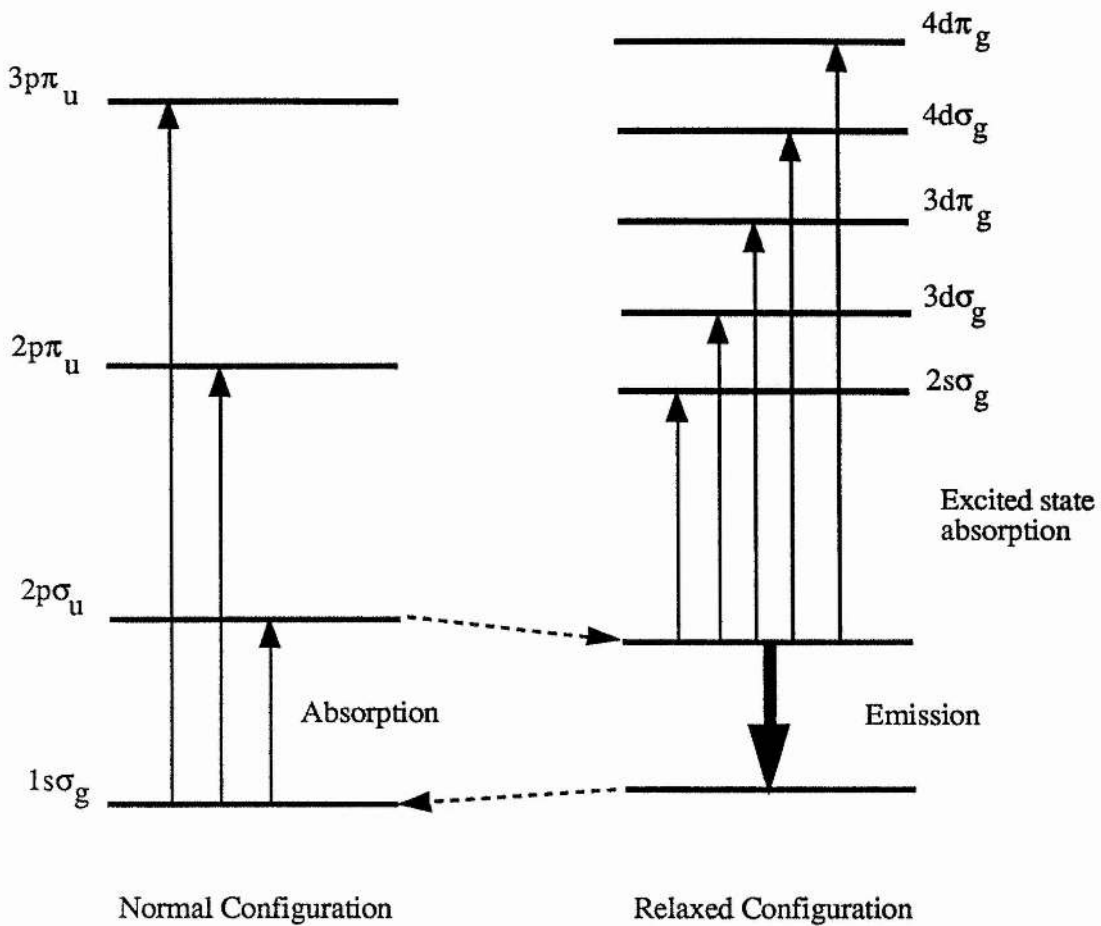 3pπu
2pπu
2pσu
Absorption
1sσg
Normal Configuration
4dπg
4dσg
3dπg
3dσg
2sσg
Excited state
absorption
Emission
Relaxed Configuration